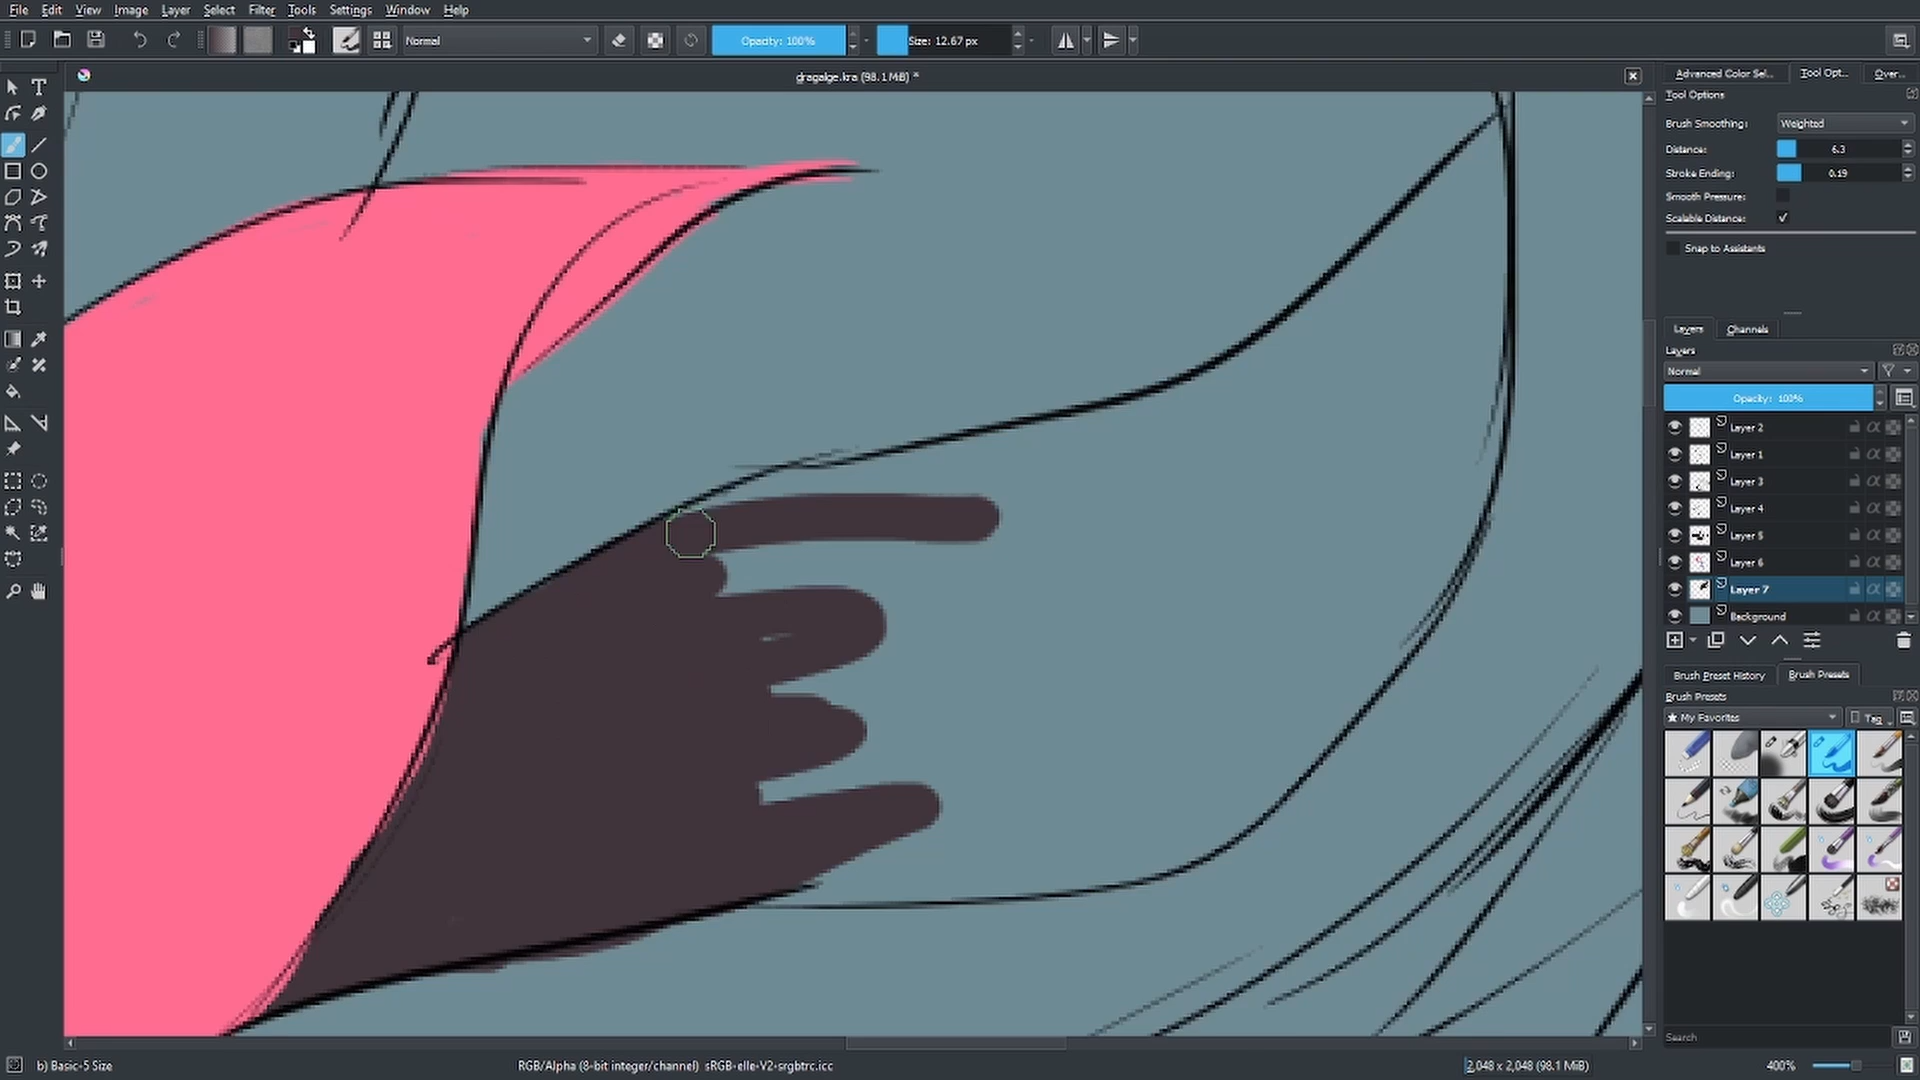 File Edit View Image Layer Select Filter Tools Settings Window Help
Normal Opacity: 100% Size: 12.67 px
dragalge.kra (98.1 MiB) *
Advanced Color Sel... Tool Opt... Over...
Tool Options
Brush Smoothing: Weighted
Distance: 6.3
Stroke Ending: 0.19
Smooth Pressure:
Scalable Distance: ✓
Snap to Assistants
Layers Channels
Layers
Normal
Opacity: 100%
Layer 2
Layer 1
Layer 3
Layer 4
Layer 5
Layer 6
Layer 7
Background
Brush Preset History Brush Presets
Brush Presets
★ My Favorites Tag
Search
b) Basic-5 Size RGB/Alpha (8-bit integer/channel) sRGB-elle-V2-srgbtrc.icc 2,048 x 2,048 (98.1 MiB) 400%